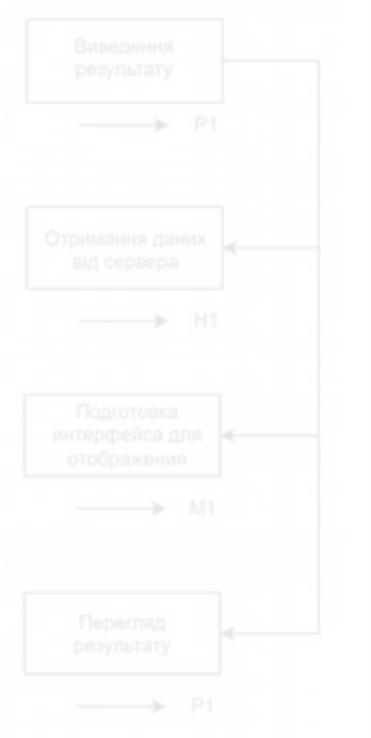 Виведення
результату
P1
Отримання даних
від сервера
H1
Подготовка
интерфейса для
отображения
M1
Перегляд
результату
P1